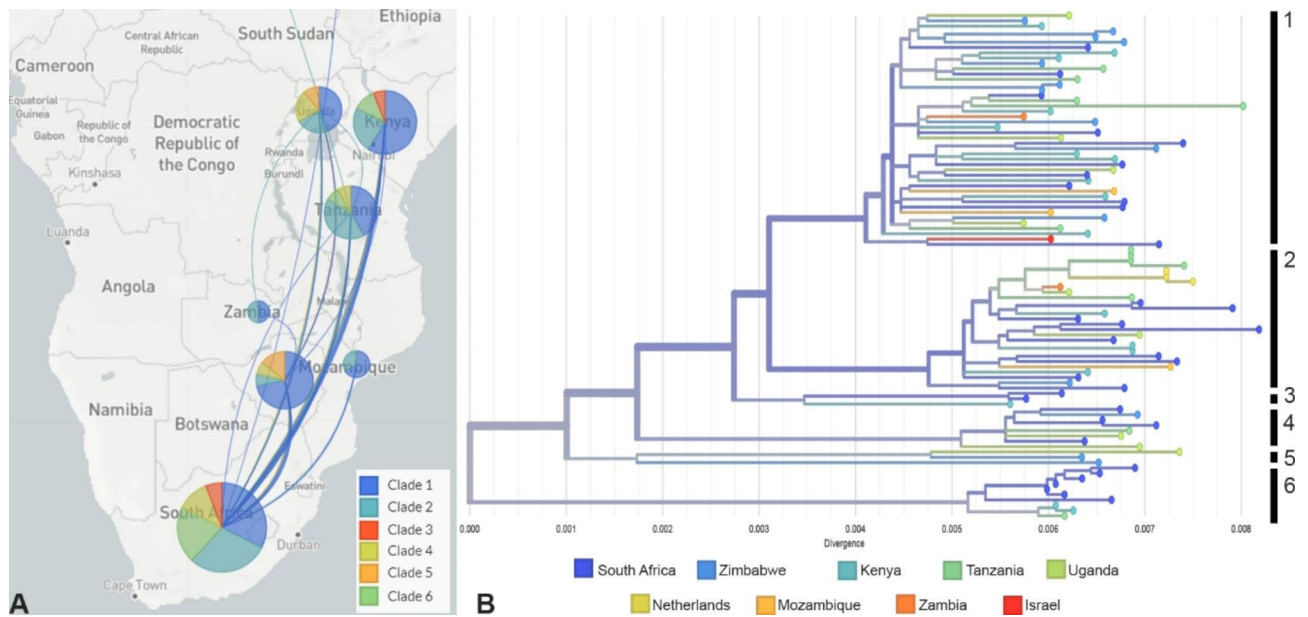 Ethiopia
South Sudan
Central African
Republic
Cameroon
Equatorial
Guinea
Gabon
Republic of
the Congo
Democratic
Republic of
the Congo
Uganda
Kenya
Nairobi
Rwanda
Burundi
Kinshasa
Tanzania
Luanda
Angola
Zambia
Malawi
Mozambique
Namibia
Botswana
Eswatini
South Africa
Durban
Cape Town
Clade 1
Clade 2
Clade 3
Clade 4
Clade 5
Clade 6
A
1
2
3
4
5
6
0.000 0.001 0.002 0.003 0.004 0.005 0.006 0.007 0.008
Divergence
South Africa Zimbabwe Kenya Tanzania Uganda
Netherlands Mozambique Zambia Israel
B